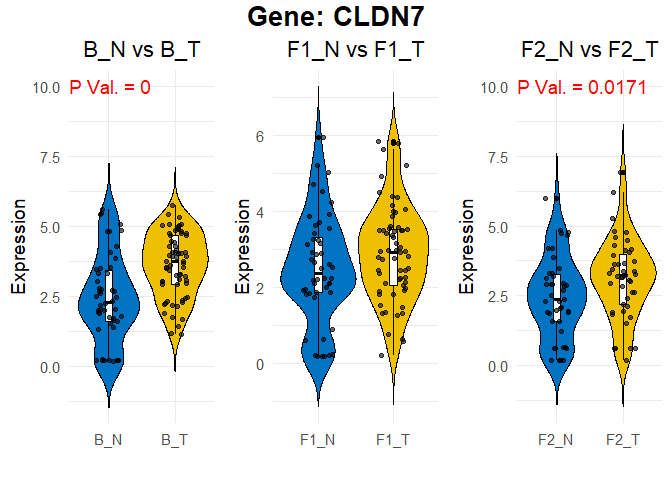 Gene: CLDN7
B_N vs B_T
F1_N vs F1_T
F2_N vs F2_T
Expression
10.0
7.5
5.0
2.5
0.0
P Val. = 0
B_N
B_T
Expression
6
4
2
0
F1_N
F1_T
Expression
10.0
7.5
5.0
2.5
0.0
P Val. = 0.0171
F2_N
F2_T